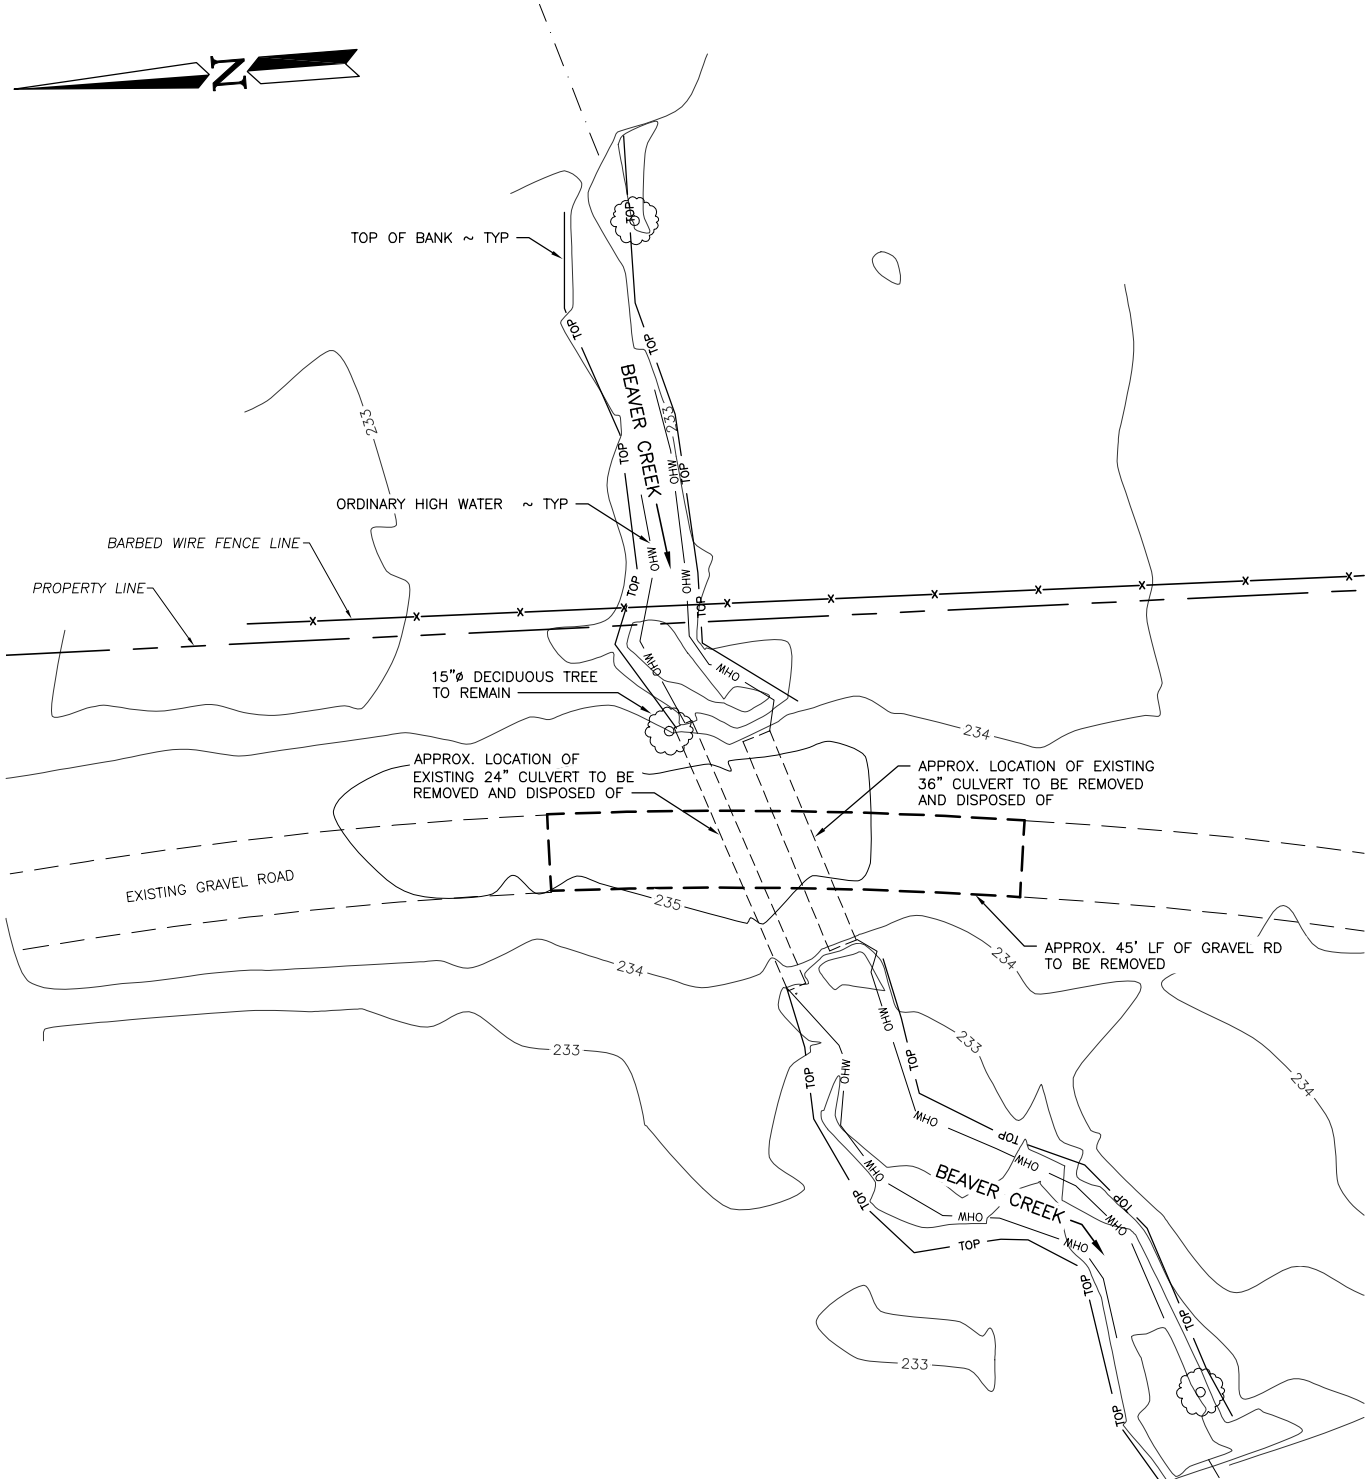 N
TOP
TOP OF BANK ~ TYP
TOP
TOP
BEAVER CREEK
233
233
TOP
OHW
TOP
ORDINARY HIGH WATER ~ TYP
BARBED WIRE FENCE LINE
OHW
OHW
TOP
PROPERTY LINE
TOP
X X X X X X X X X X X
OHW
OHW
15"ø DECIDUOUS TREE
TO REMAIN
234
APPROX. LOCATION OF
EXISTING 24" CULVERT TO BE
REMOVED AND DISPOSED OF
APPROX. LOCATION OF EXISTING
36" CULVERT TO BE REMOVED
AND DISPOSED OF
EXISTING GRAVEL ROAD
235
APPROX. 45' LF OF GRAVEL RD
TO BE REMOVED
234
234
OHW
233
233
TOP
OHW
TOP
234
OHW
TOP
OHW
OHW
BEAVER CREEK
TOP
TOP
OHW
OHW
TOP
OHW
TOP
TOP
233
TOP